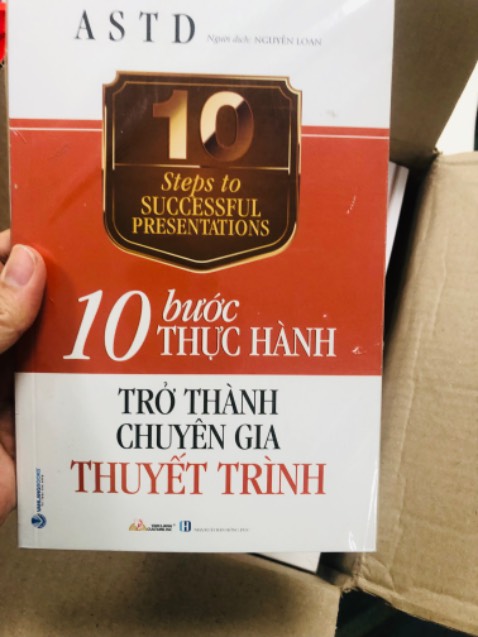 ASTD Người dịch: NGUYỄN LOAN
10
Steps to
SUCCESSFUL
PRESENTATIONS
10 bước
THỰC HÀNH
TRỞ THÀNH
CHUYÊN GIA
THUYẾT TRÌNH
VANLANGBOOKS